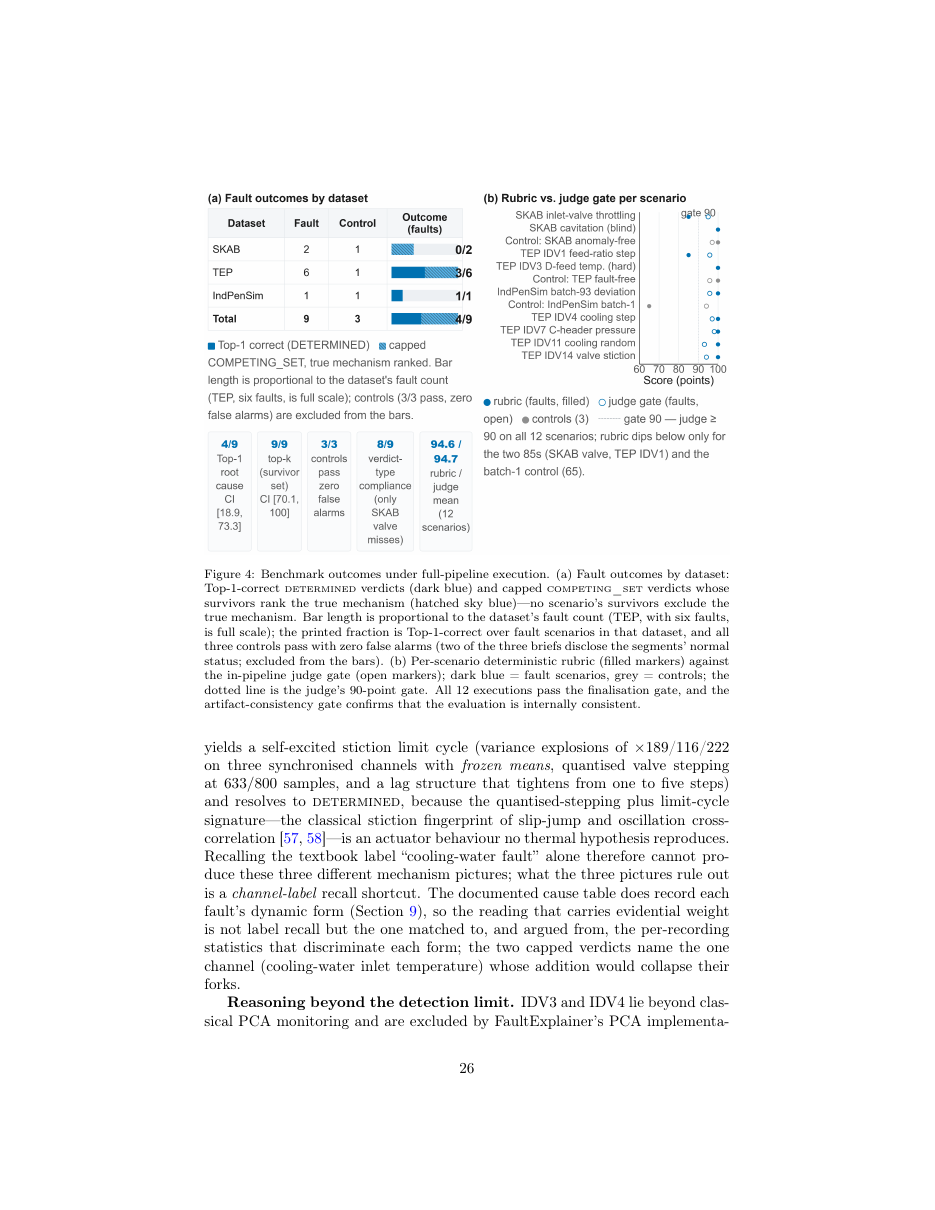 (a) Fault outcomes by dataset
Dataset Fault Control Outcome (faults)
SKAB 2 1 0/2
TEP 6 1 3/6
IndPenSim 1 1 1/1
Total 9 3 4/9
Top-1 correct (DETERMINED) capped
COMPETING_SET, true mechanism ranked. Bar
length is proportional to the dataset's fault count
(TEP, six faults, is full scale); controls (3/3 pass, zero
false alarms) are excluded from the bars.
4/9
Top-1
root
cause
CI
[18.9,
73.3]
9/9
top-k
(survivor
set)
CI [70.1,
100]
3/3
controls
pass
zero
false
alarms
8/9
verdict-
type
compliance
(only
SKAB
valve
misses)
94.6 /
94.7
rubric /
judge
mean
(12
scenarios)
(b) Rubric vs. judge gate per scenario
gate 90
SKAB inlet-valve throttling
SKAB cavitation (blind)
Control: SKAB anomaly-free
TEP IDV1 feed-ratio step
TEP IDV3 D-feed temp. (hard)
Control: TEP fault-free
IndPenSim batch-93 deviation
Control: IndPenSim batch-1
TEP IDV4 cooling step
TEP IDV7 C-header pressure
TEP IDV11 cooling random
TEP IDV14 valve stiction
60 70 80 90 100
Score (points)
rubric (faults, filled) judge gate (faults,
open) controls (3) gate 90 — judge ≥
90 on all 12 scenarios; rubric dips below only for
the two 85s (SKAB valve, TEP IDV1) and the
batch-1 control (65).
Figure 4: Benchmark outcomes under full-pipeline execution. (a) Fault outcomes by dataset:
Top-1-correct DETERMINED verdicts (dark blue) and capped COMPETING_SET verdicts whose
survivors rank the true mechanism (hatched sky blue)—no scenario's survivors exclude the
true mechanism. Bar length is proportional to the dataset's fault count (TEP, with six faults,
is full scale); the printed fraction is Top-1-correct over fault scenarios in that dataset, and all
three controls pass with zero false alarms (two of the three briefs disclose the segments' normal
status; excluded from the bars). (b) Per-scenario deterministic rubric (filled markers) against
the in-pipeline judge gate (open markers); dark blue = fault scenarios, grey = controls; the
dotted line is the judge's 90-point gate. All 12 executions pass the finalisation gate, and the
artifact-consistency gate confirms that the evaluation is internally consistent.
yields a self-excited stiction limit cycle (variance explosions of ×189/116/222
on three synchronised channels with frozen means, quantised valve stepping
at 633/800 samples, and a lag structure that tightens from one to five steps)
and resolves to DETERMINED, because the quantised-stepping plus limit-cycle
signature—the classical stiction fingerprint of slip-jump and oscillation cross-
correlation [57, 58]—is an actuator behaviour no thermal hypothesis reproduces.
Recalling the textbook label “cooling-water fault” alone therefore cannot pro-
duce these three different mechanism pictures; what the three pictures rule out
is a channel-label recall shortcut. The documented cause table does record each
fault's dynamic form (Section 9), so the reading that carries evidential weight
is not label recall but the one matched to, and argued from, the per-recording
statistics that discriminate each form; the two capped verdicts name the one
channel (cooling-water inlet temperature) whose addition would collapse their
forks.
Reasoning beyond the detection limit. IDV3 and IDV4 lie beyond clas-
sical PCA monitoring and are excluded by FaultExplainer's PCA implementa-
26